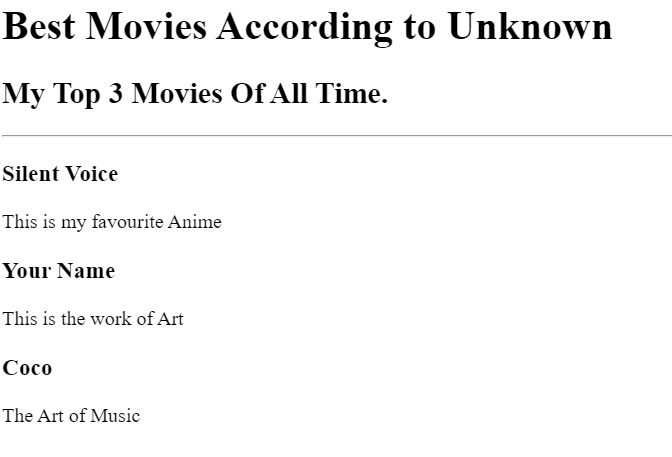 Best Movies According to Unknown
My Top 3 Movies Of All Time.
Silent Voice
This is my favourite Anime
Your Name
This is the work of Art
Coco
The Art of Music